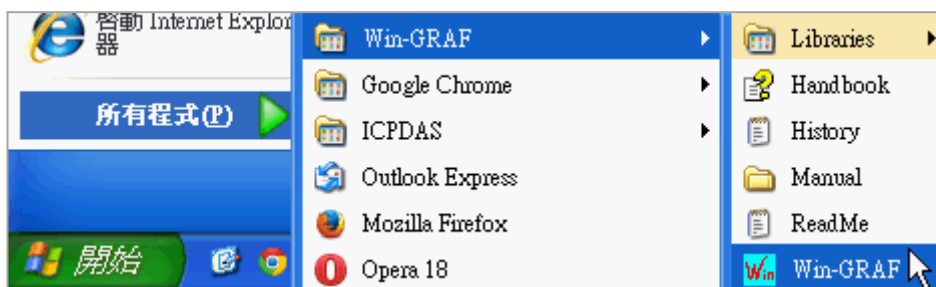 啓動 Internet Explor
器
所有程式(P)
開始
Win-GRAF
Google Chrome
ICPDAS
Outlook Express
Mozilla Firefox
Opera 18
Libraries
Handbook
History
Manual
ReadMe
Win Win-GRAF